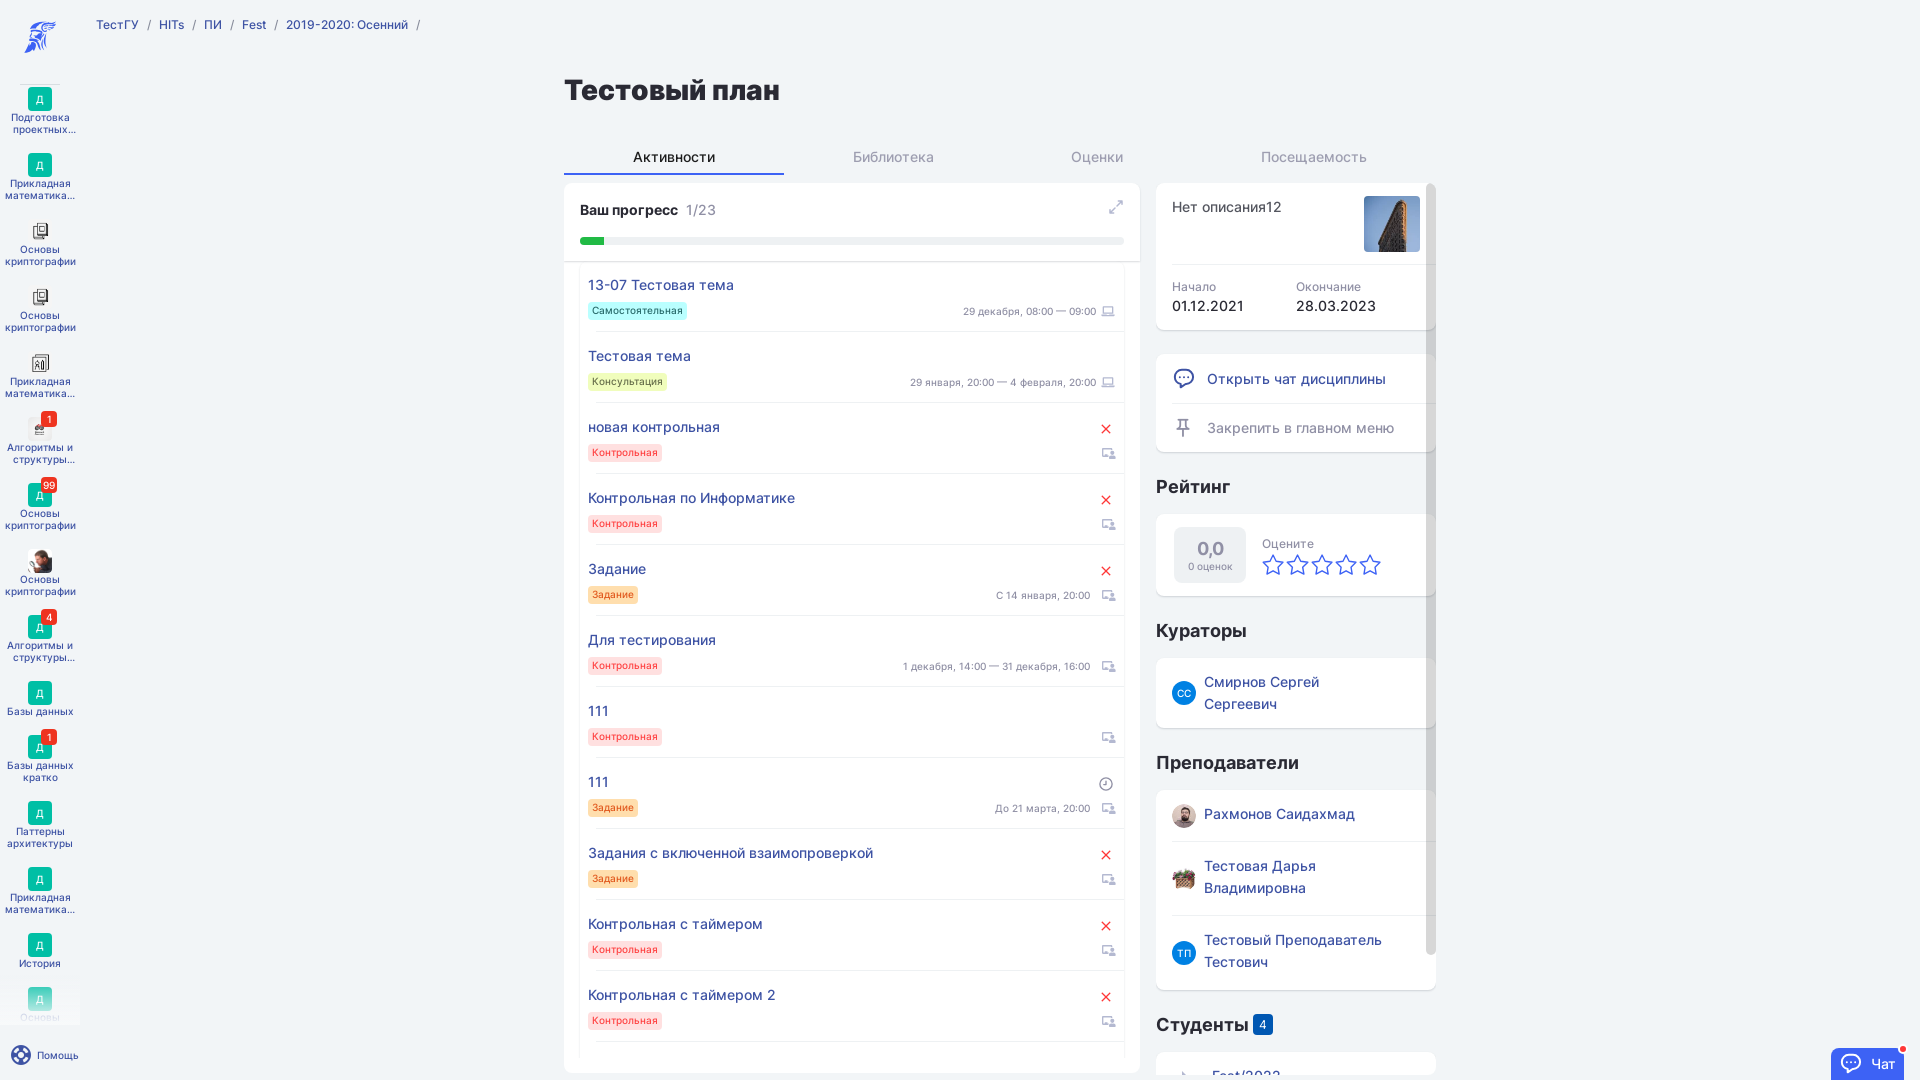 ТестГУ / HITs / ПИ / Fest / 2019-2020: Осенний /
Тестовый план
Активности
Библиотека
Оценки
Посещаемость
Д
Подготовка
проектных...
Д
Прикладная
математика...
Основы
криптографии
Основы
криптографии
Прикладная
математика...
1
Алгоритмы и
структуры...
Д
99
Основы
криптографии
Основы
криптографии
Д
4
Алгоритмы и
структуры...
Д
Базы данных
Д
1
Базы данных
кратко
Д
Паттерны
архитектуры
Д
Прикладная
математика...
Д
История
Д
Основы
Помощь
Ваш прогресс 1/23
13-07 Тестовая тема
Самостоятельная
29 декабря, 08:00 — 09:00
Тестовая тема
Консультация
29 января, 20:00 — 4 февраля, 20:00
новая контрольная
Контрольная
Контрольная по Информатике
Контрольная
Задание
Задание
С 14 января, 20:00
Для тестирования
Контрольная
1 декабря, 14:00 — 31 декабря, 16:00
111
Контрольная
111
Задание
До 21 марта, 20:00
Задания с включенной взаимопроверкой
Задание
Контрольная с таймером
Контрольная
Контрольная с таймером 2
Контрольная
Нет описания12
Начало
01.12.2021
Окончание
28.03.2023
Открыть чат дисциплины
Закрепить в главном меню
Рейтинг
0,0
0 оценок
Оцените
Кураторы
СС
Смирнов Сергей
Сергеевич
Преподаватели
Рахмонов Саидахмад
Тестовая Дарья
Владимировна
ТП
Тестовый Преподаватель
Тестович
Студенты 4
Fest/2023
Чат